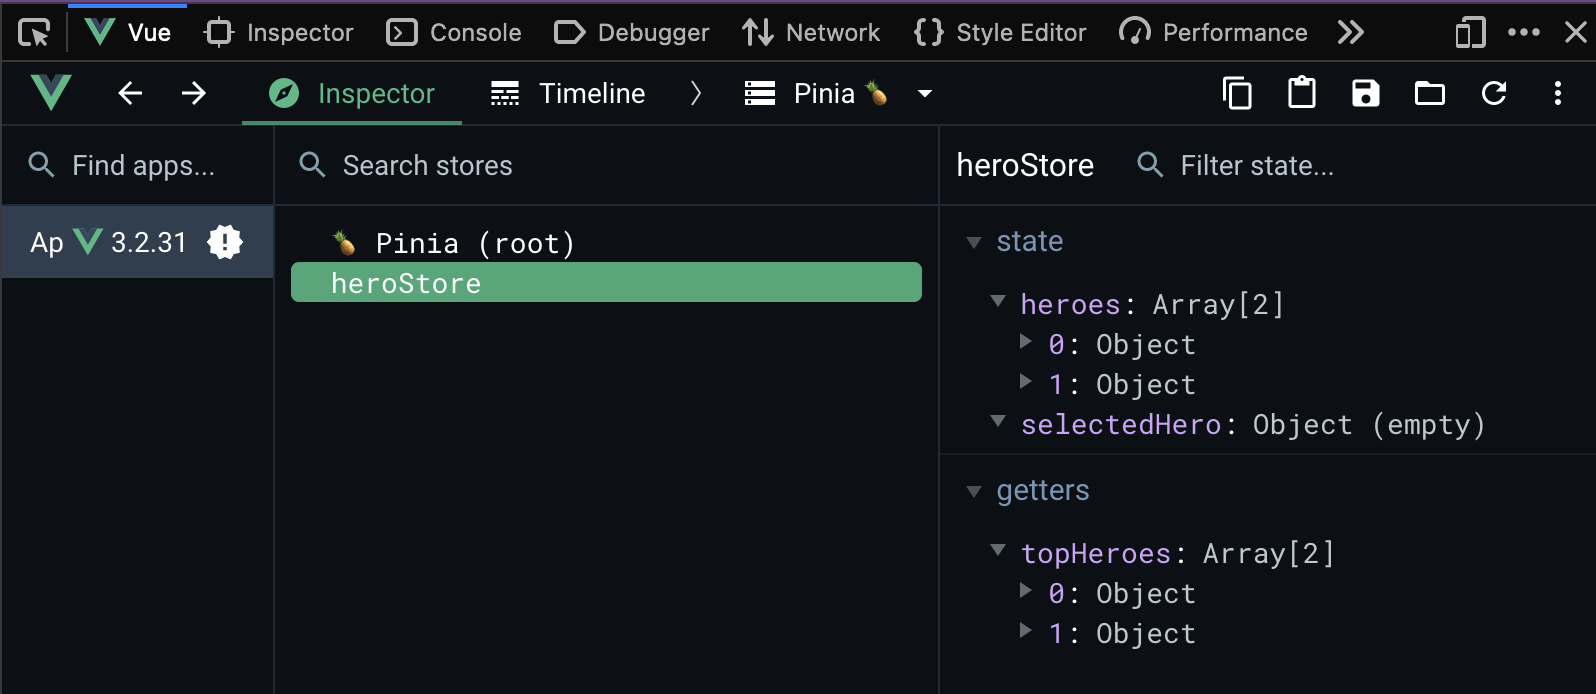 Vue Inspector Console Debugger Network Style Editor Performance
Inspector Timeline Pinia 🍍
Find apps...
Search stores
heroStore Filter state...
Ap 3.2.31
🍍 Pinia (root)
heroStore
state
heroes: Array[2]
0: Object
1: Object
selectedHero: Object (empty)
getters
topHeroes: Array[2]
0: Object
1: Object